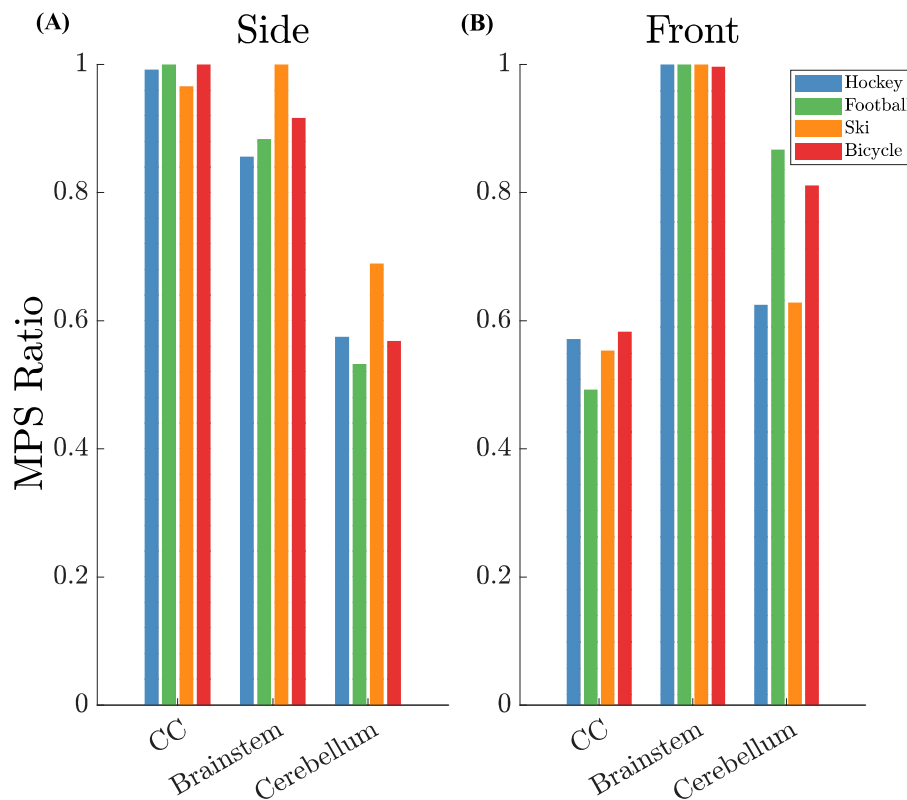 (A)
Side
MPS Ratio
1
0.8
0.6
0.4
0.2
0
CC
Brainstem
Cerebellum
(B)
Front
1
0.8
0.6
0.4
0.2
0
CC
Brainstem
Cerebellum
Hockey
Football
Ski
Bicycle